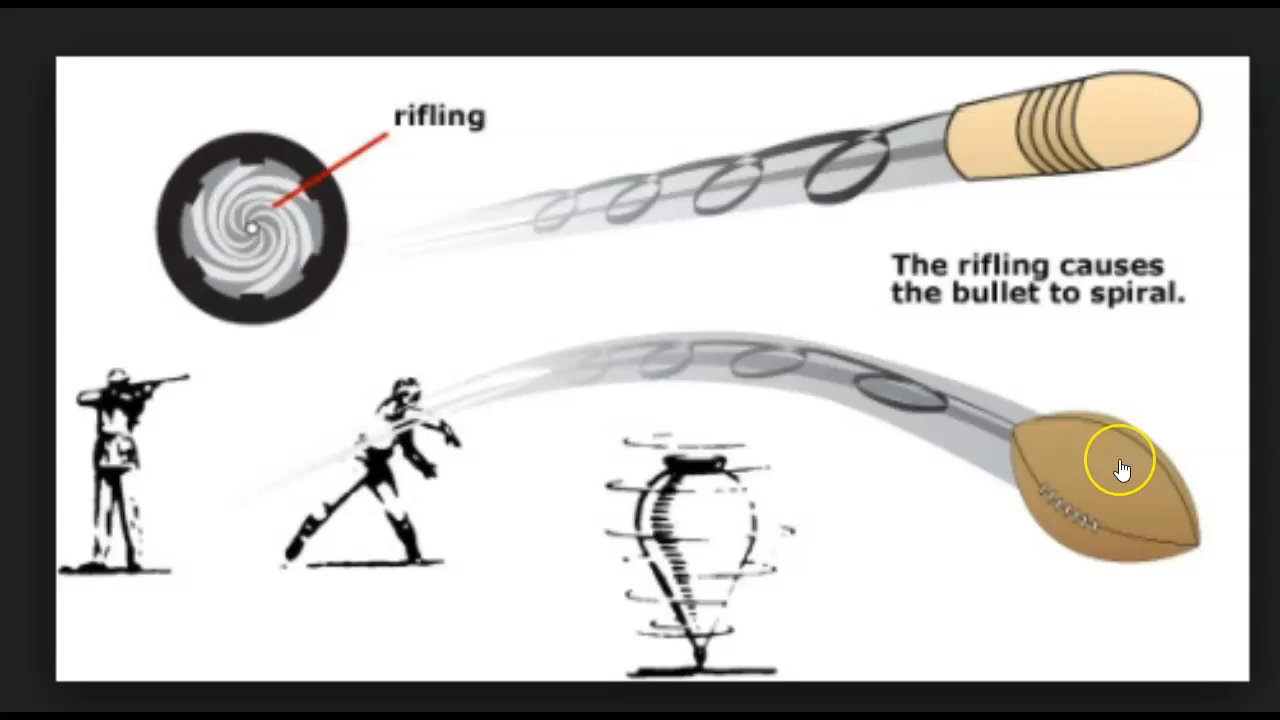 rifling
The rifling causes
the bullet to spiral.